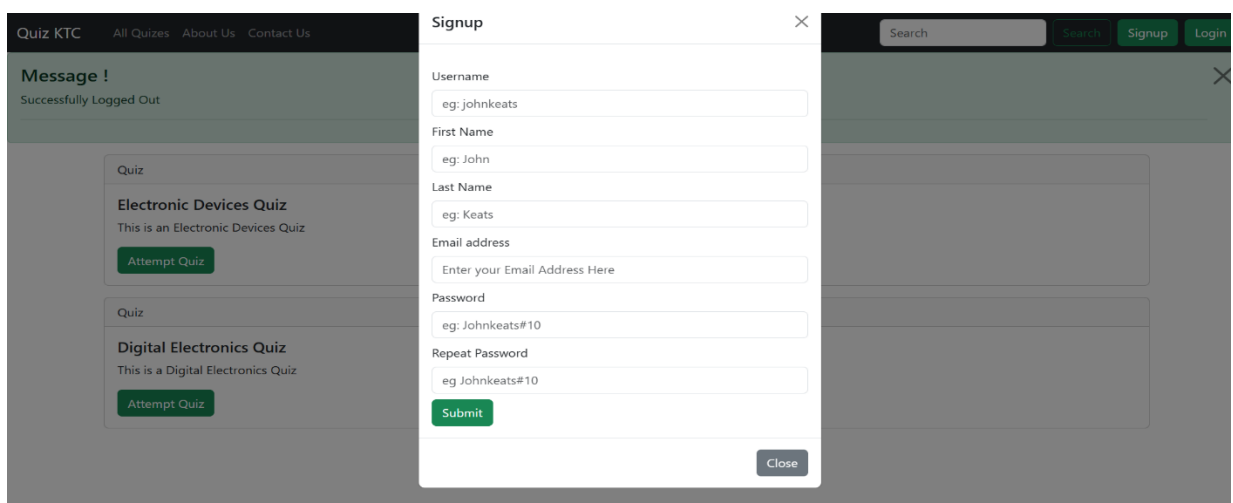 Quiz KTC All Quizes About Us Contact Us Search Search Signup Login
Message !
Successfully Logged Out
Quiz
Electronic Devices Quiz
This is an Electronic Devices Quiz
Attempt Quiz
Quiz
Digital Electronics Quiz
This is a Digital Electronics Quiz
Attempt Quiz
Signup
Username
eg: johnkeats
First Name
eg: John
Last Name
eg: Keats
Email address
Enter your Email Address Here
Password
eg: Johnkeats#10
Repeat Password
eg Johnkeats#10
Submit
Close